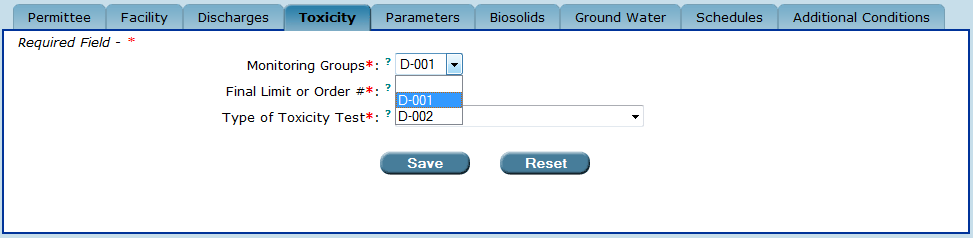 Permittee Facility Discharges Toxicity Parameters Biosolids Ground Water Schedules Additional Conditions
Required Field - *
Monitoring Groups*: ? D-001
Final Limit or Order #*: ?
D-001
Type of Toxicity Test*: ? D-002
Save Reset